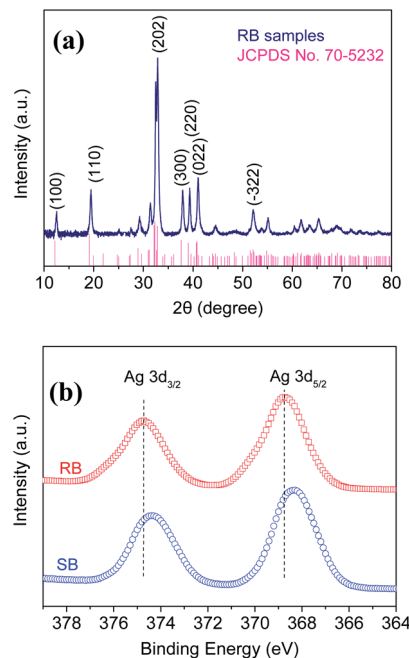 (a)
RB samples
JCPDS No. 70-5232
(202)
(100)
(110)
(300)
(220)
(022)
(-322)
Intensity (a.u.)
10 20 30 40 50 60 70 80
2θ (degree)
(b)
Ag 3d3/2
Ag 3d5/2
RB
SB
Intensity (a.u.)
378 376 374 372 370 368 366 364
Binding Energy (eV)